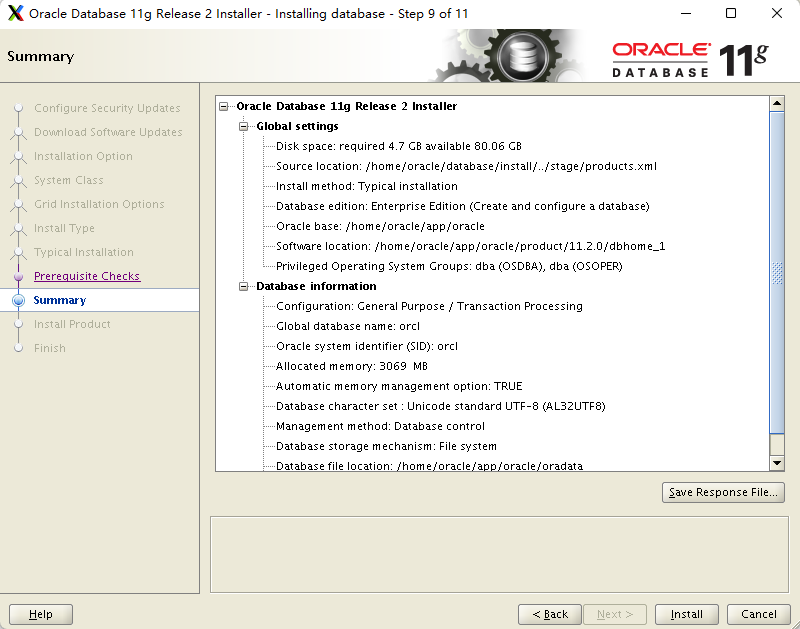 Oracle Database 11g Release 2 Installer - Installing database - Step 9 of 11
Summary
ORACLE
DATABASE
11g
Configure Security Updates
Download Software Updates
Installation Option
System Class
Grid Installation Options
Install Type
Typical Installation
Prerequisite Checks
Summary
Install Product
Finish
Oracle Database 11g Release 2 Installer
Global settings
Disk space: required 4.7 GB available 80.06 GB
Source location: /home/oracle/database/install/../stage/products.xml
Install method: Typical installation
Database edition: Enterprise Edition (Create and configure a database)
Oracle base: /home/oracle/app/oracle
Software location: /home/oracle/app/oracle/product/11.2.0/dbhome_1
Privileged Operating System Groups: dba (OSDBA), dba (OSOPER)
Database information
Configuration: General Purpose / Transaction Processing
Global database name: orcl
Oracle system identifier (SID): orcl
Allocated memory: 3069 MB
Automatic memory management option: TRUE
Database character set : Unicode standard UTF-8 (AL32UTF8)
Management method: Database control
Database storage mechanism: File system
Database file location: /home/oracle/app/oracle/oradata
Save Response File...
Help
< Back
Next >
Install
Cancel